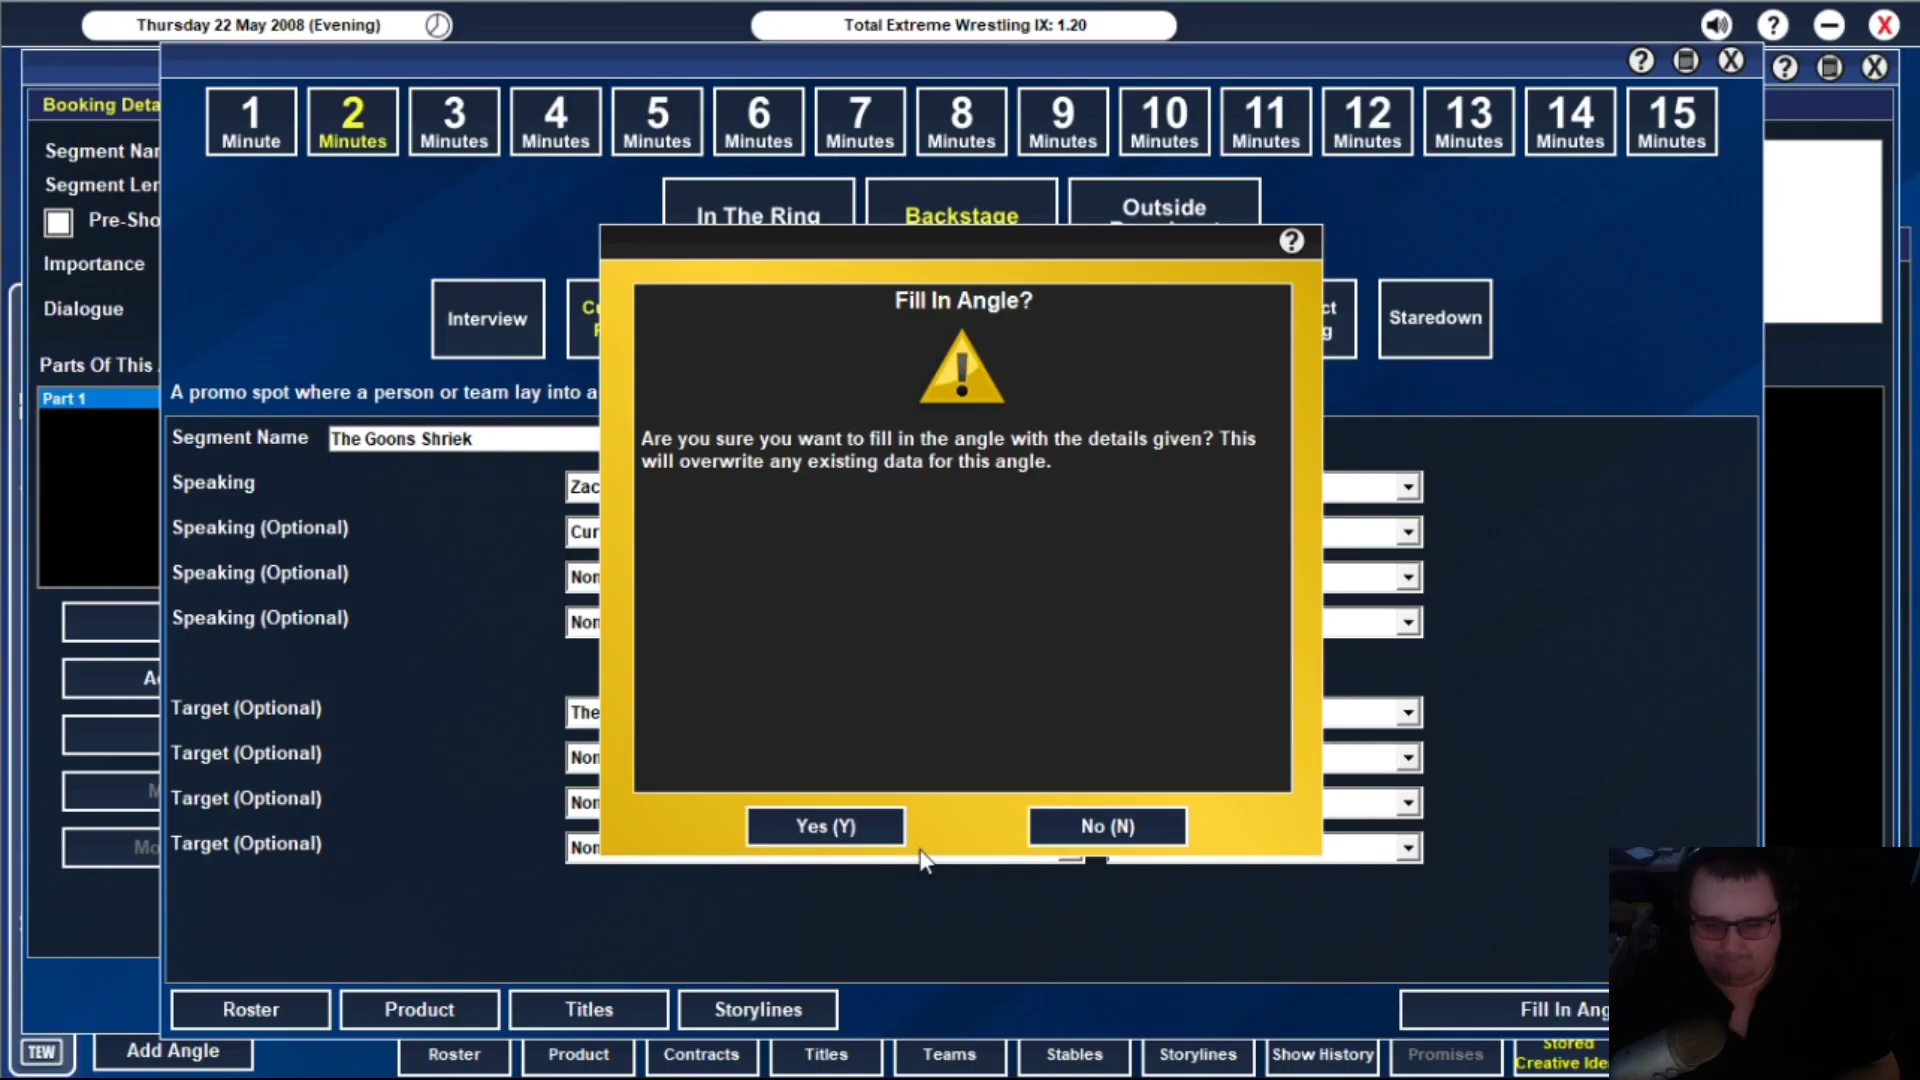 Thursday 22 May 2008 (Evening)
Total Extreme Wrestling IX: 1.20
Booking Deta
Segment Nar
Segment Ler
Pre-Sho
Importance
Dialogue
Parts Of This
Part 1
1 Minute
2 Minutes
3 Minutes
4 Minutes
5 Minutes
6 Minutes
7 Minutes
8 Minutes
9 Minutes
10 Minutes
11 Minutes
12 Minutes
13 Minutes
14 Minutes
15 Minutes
In The Ring
Backstage
Outside
Interview
Staredown
A promo spot where a person or team lay into a
Segment Name The Goons Shriek
Speaking Zac
Speaking (Optional) Cur
Speaking (Optional) Non
Speaking (Optional) Non
Target (Optional) The
Target (Optional) Non
Target (Optional) Non
Target (Optional) Non
Fill In Angle?
Are you sure you want to fill in the angle with the details given? This
will overwrite any existing data for this angle.
Yes (Y)
No (N)
Roster
Product
Titles
Storylines
Fill In Ang
TEW
Add Angle
Roster
Product
Contracts
Titles
Teams
Stables
Storylines
Show History
Promises
Stored
Creative Ide